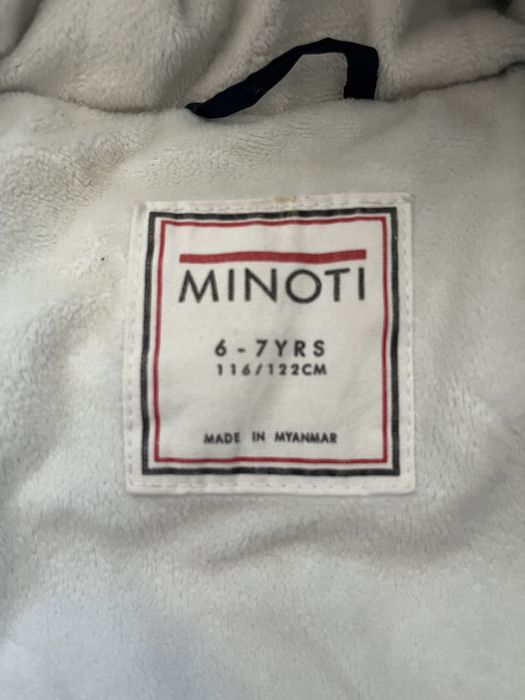 MINOTI
6 - 7YRS
116/122CM
MADE IN MYANMAR